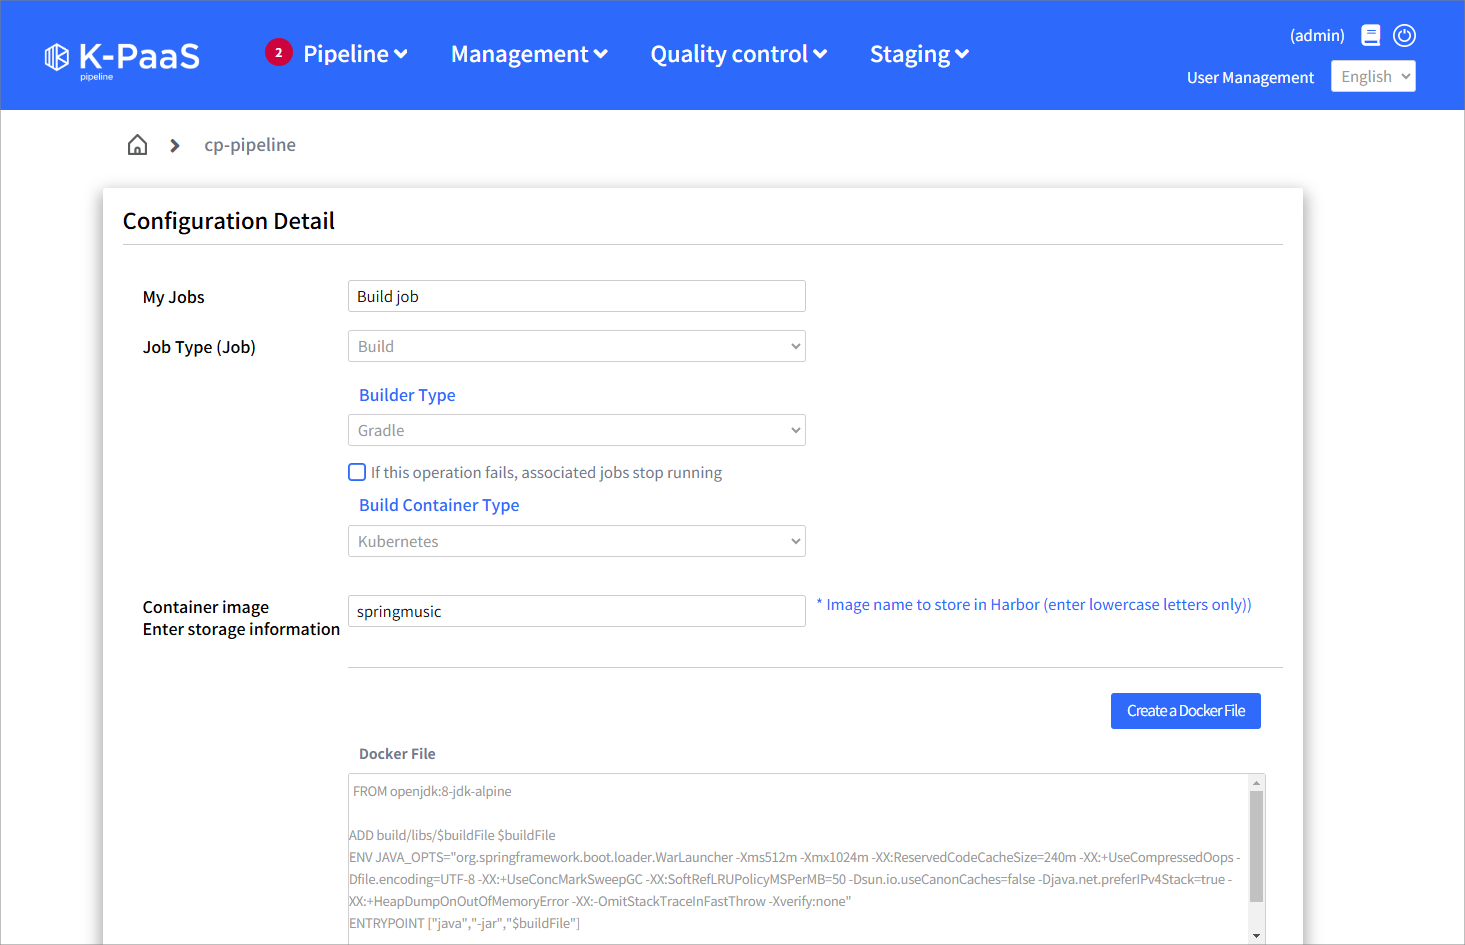 K-PaaS
pipeline
2 Pipeline
Management
Quality control
Staging
(admin)
User Management
English
cp-pipeline
Configuration Detail
My Jobs
Build job
Job Type (Job)
Build
Builder Type
Gradle
If this operation fails, associated jobs stop running
Build Container Type
Kubernetes
Container image
Enter storage information
springmusic
* Image name to store in Harbor (enter lowercase letters only))
Create a Docker File
Docker File
FROM openjdk:8-jdk-alpine
ADD build/libs/$buildFile $buildFile
ENV JAVA_OPTS="org.springframework.boot.loader.WarLauncher -Xms512m -Xmx1024m -XX:ReservedCodeCacheSize=240m -XX:+UseCompressedOops -
Dfile.encoding=UTF-8 -XX:+UseConcMarkSweepGC -XX:SoftRefLRUPolicyMSPerMB=50 -Dsun.io.useCanonCaches=false -Djava.net.preferIPv4Stack=true -
XX:+HeapDumpOnOutOfMemoryError -XX:-OmitStackTraceInFastThrow -Xverify:none"
ENTRYPOINT ["java","-jar","$buildFile"]